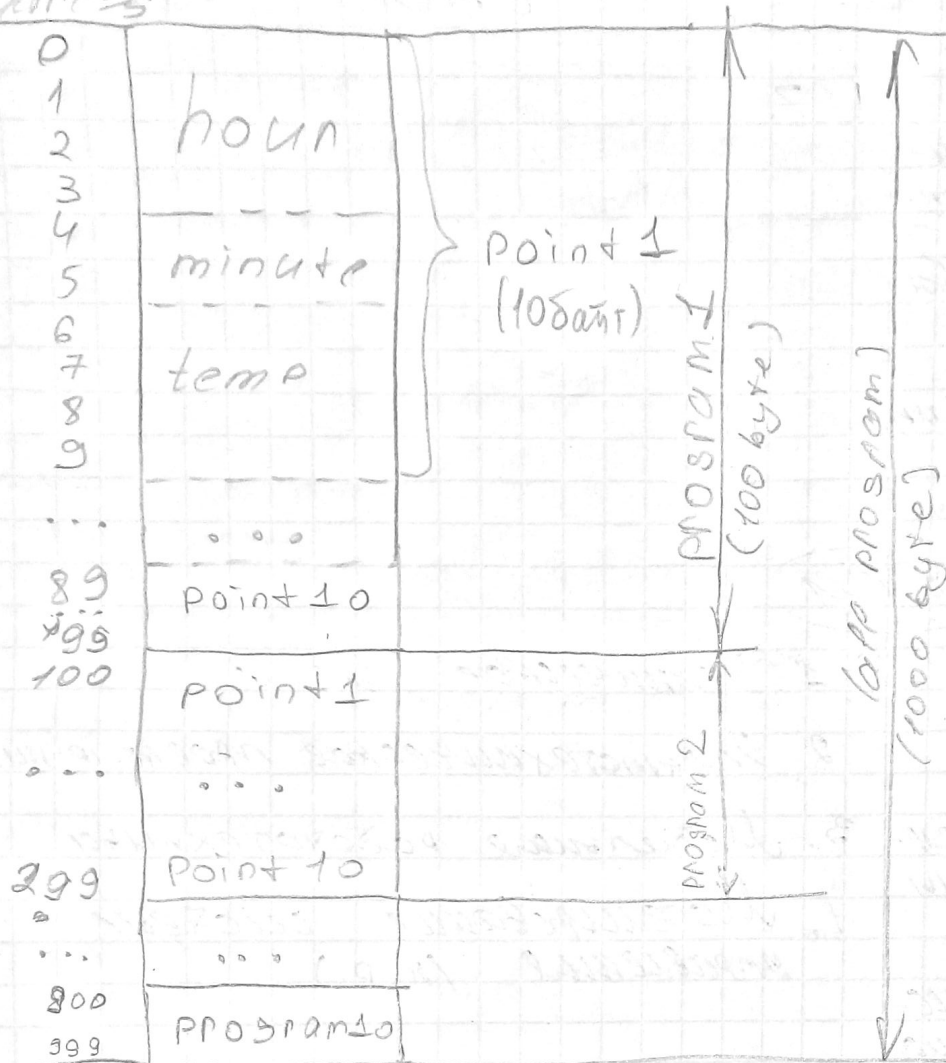 0
1
2
3
4
5
6
7
8
9
...
89
...
99
100
...
299
...
900
999
hour
minute
temp
...
point 10
point 1
...
point 10
...
program 10
point 1
(10 байт)
program 1
(100 byte)
program 2
(all program)
(1000 byte)